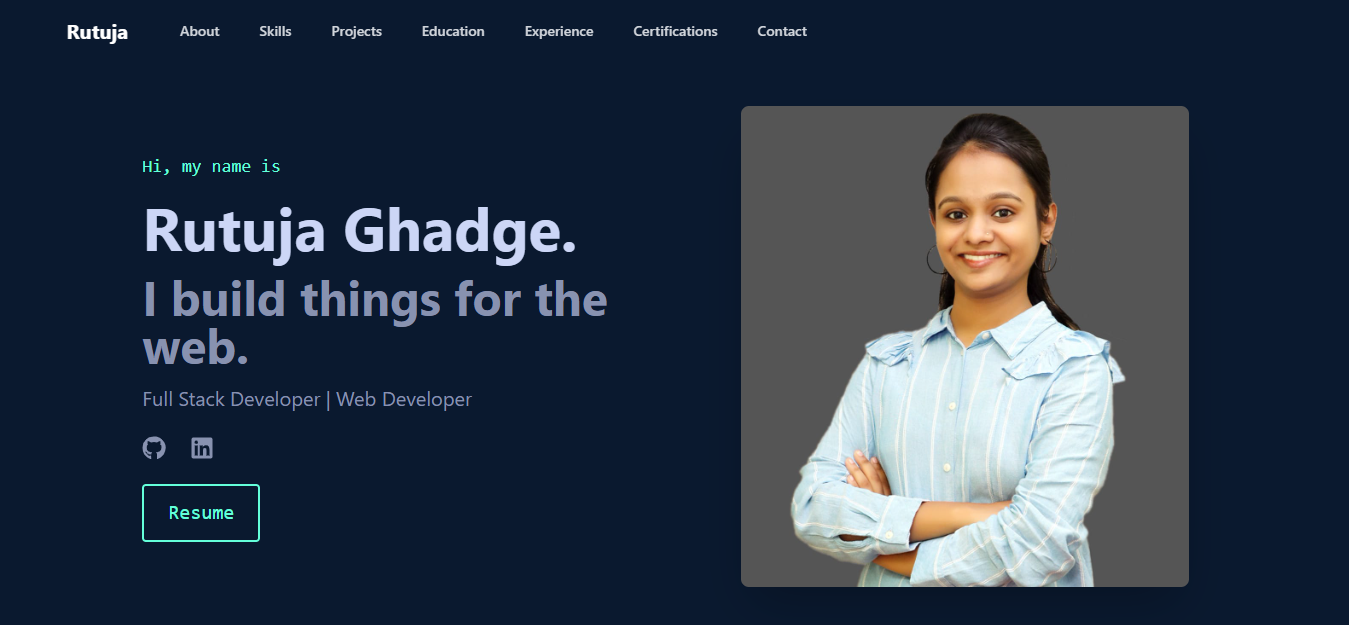 Rutuja About Skills Projects Education Experience Certifications Contact
Hi, my name is
Rutuja Ghadge.
I build things for the
web.
Full Stack Developer | Web Developer
in
Resume